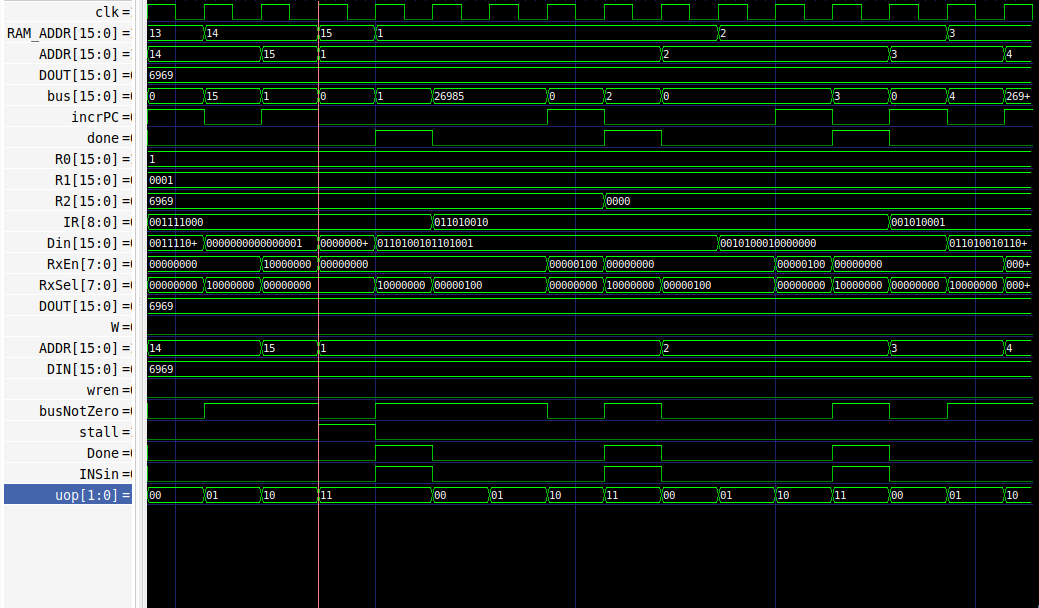 clk =
RAM_ADDR[15:0] = 13 14 15 1 2 3
ADDR[15:0] = 14 15 1 2 3 4
DOUT[15:0] = 6969
bus[15:0] = 0 15 1 0 1 26985 0 2 0 3 0 4 269+
incrPC =
done =
R0[15:0] = 1
R1[15:0] = 0001
R2[15:0] = 6969 0000
IR[8:0] = 001111000 011010010 001010001
Din[15:0] = 0011110+ 0000000000000001 0000000+ 0110100101101001 0010100010000000 011010010110+
RxEn[7:0] = 00000000 10000000 00000000 00000100 00000000 00000100 00000000 000+
RxSel[7:0] = 00000000 10000000 00000000 10000000 00000100 00000000 10000000 00000100 00000000 10000000 00000000 10000000 000+
DOUT[15:0] = 6969
W =
ADDR[15:0] = 14 15 1 2 3 4
DIN[15:0] = 6969
wren =
busNotZero =
stall =
Done =
INSin =
uop[1:0] = 00 01 10 11 00 01 10 11 00 01 10 11 00 01 10